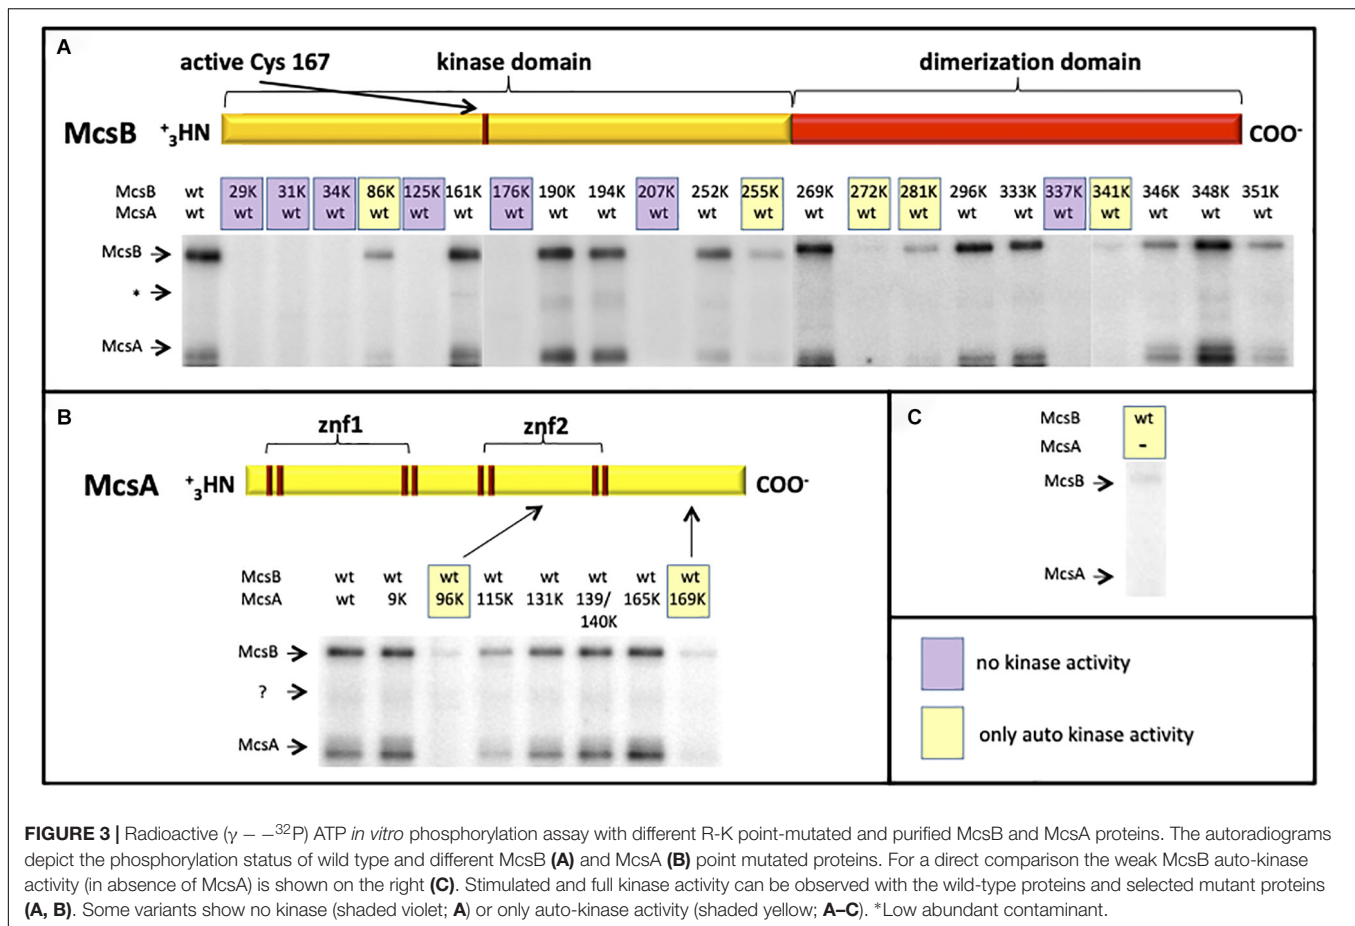 A
active Cys 167 kinase domain dimerization domain
McsB ⁺₃HN COO⁻
McsB wt 29K 31K 34K 86K 125K 161K 176K 190K 194K 207K 252K 255K 269K 272K 281K 296K 333K 337K 341K 346K 348K 351K
McsA wt wt wt wt wt wt wt wt wt wt wt wt wt wt wt wt wt wt wt wt wt wt wt
McsB
*
McsA
B
znf1 znf2
McsA ⁺₃HN COO⁻
McsB wt wt wt wt wt wt wt wt
McsA wt 9K 96K 115K 131K 139/ 165K 169K
140K
McsB
?
McsA
C
McsB wt
McsA -
McsB
McsA
no kinase activity
only auto kinase activity
FIGURE 3 | Radioactive (γ − −³²P) ATP in vitro phosphorylation assay with different R-K point-mutated and purified McsB and McsA proteins. The autoradiograms
depict the phosphorylation status of wild type and different McsB (A) and McsA (B) point mutated proteins. For a direct comparison the weak McsB auto-kinase
activity (in absence of McsA) is shown on the right (C). Stimulated and full kinase activity can be observed with the wild-type proteins and selected mutant proteins
(A, B). Some variants show no kinase (shaded violet; A) or only auto-kinase activity (shaded yellow; A–C). *Low abundant contaminant.